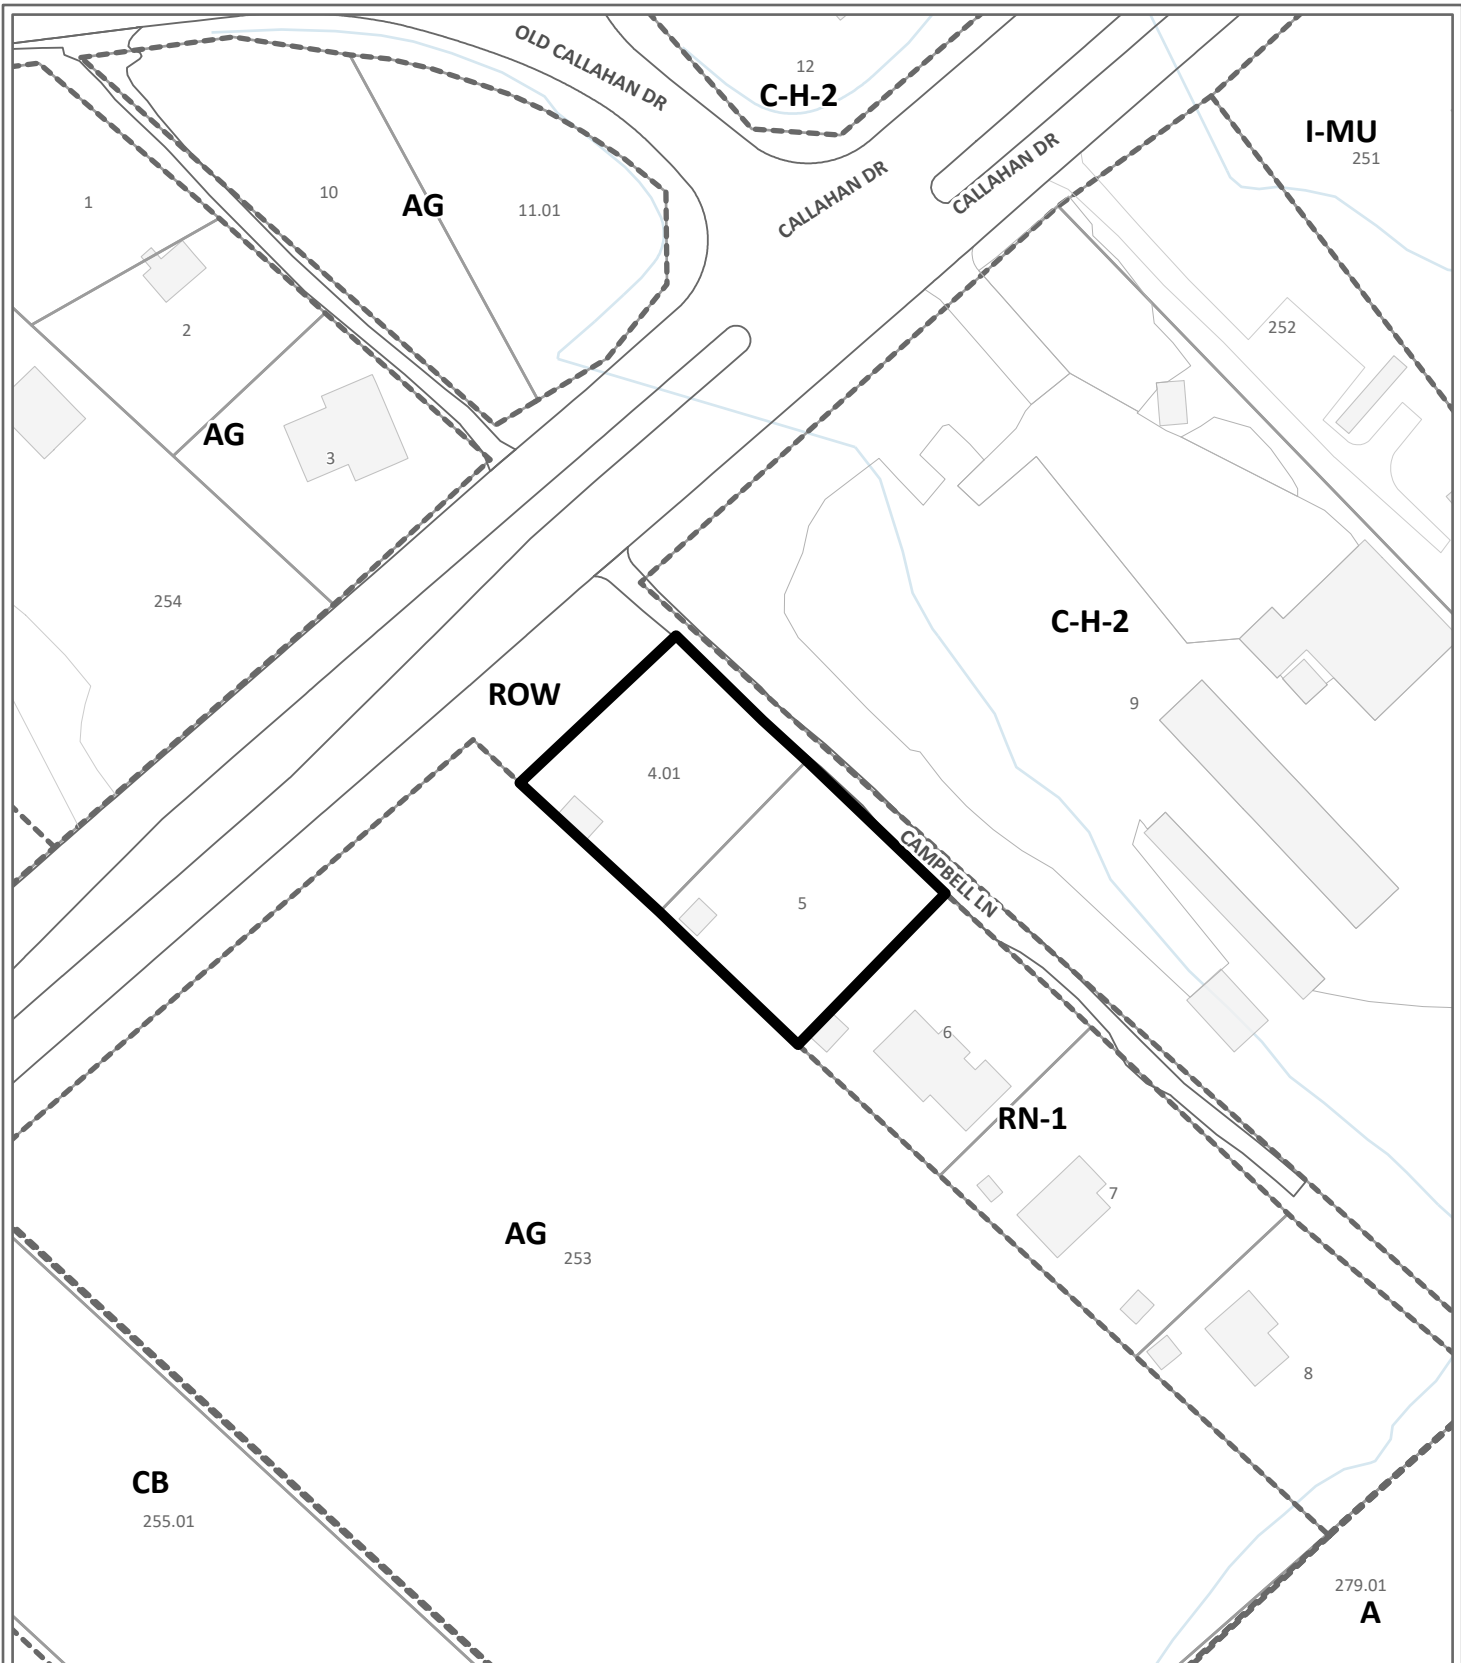 OLD CALLAHAN DR
12
C-H-2
I-MU
251
CALLAHAN DR
CALLAHAN DR
1
10
AG
11.01
2
252
AG
3
254
C-H-2
ROW
9
4.01
CAMPBELL LN
5
6
RN-1
7
AG
253
8
CB
255.01
279.01
A